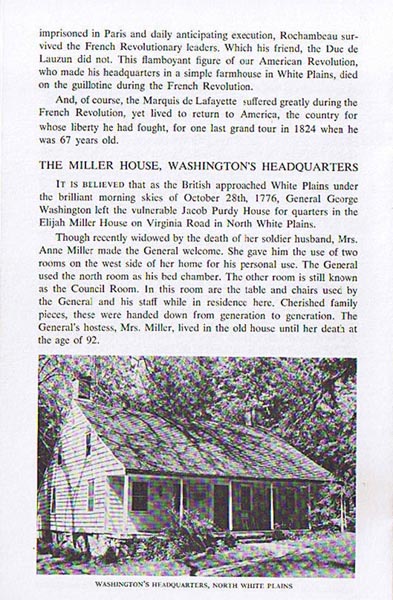 imprisoned in Paris and daily anticipating execution, Rochambeau sur-
vived the French Revolutionary leaders. Which his friend, the Duc de
Lauzun did not. This flamboyant figure of our American Revolution,
who made his headquarters in a simple farmhouse in White Plains, died
on the guillotine during the French Revolution.
And, of course, the Marquis de Lafayette suffered greatly during the
French Revolution, yet lived to return to America, the country for
whose liberty he had fought, for one last grand tour in 1824 when he
was 67 years old.
THE MILLER HOUSE, WASHINGTON'S HEADQUARTERS
IT IS BELIEVED that as the British approached White Plains under
the brilliant morning skies of October 28th, 1776, General George
Washington left the vulnerable Jacob Purdy House for quarters in the
Elijah Miller House on Virginia Road in North White Plains.
Though recently widowed by the death of her soldier husband, Mrs.
Anne Miller made the General welcome. She gave him the use of two
rooms on the west side of her home for his personal use. The General
used the north room as his bed chamber. The other room is still known
as the Council Room. In this room are the table and chairs used by
the General and his staff while in residence here. Cherished family
pieces, these were handed down from generation to generation. The
General's hostess, Mrs. Miller, lived in the old house until her death at
the age of 92.
WASHINGTON'S HEADQUARTERS, NORTH WHITE PLAINS